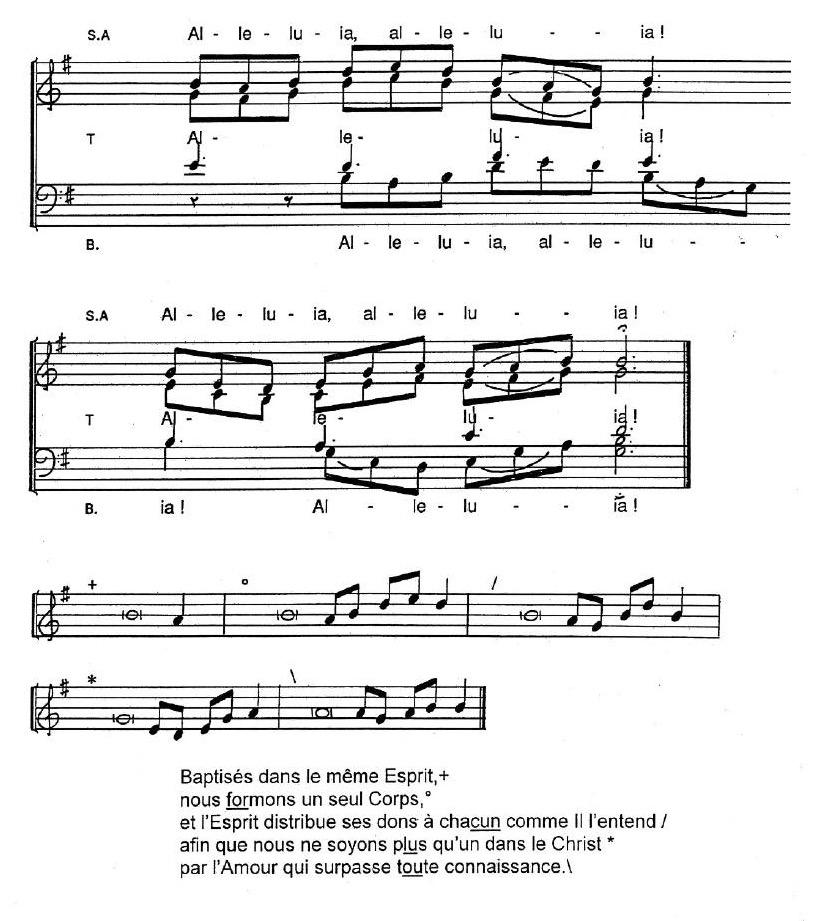 S.A Al - le - lu - ia, al - le - lu - - ia !
T Al - le - lu - ia !
B. Al - le - lu - ia, al - le - lu - -
S.A Al - le - lu - ia, al - le - lu - - ia !
T Al - le - lu - ia !
B. ia ! Al - le - lu - - ia !
+ ° /
* \
Baptisés dans le même Esprit,+
nous formons un seul Corps,°
et l'Esprit distribue ses dons à chacun comme Il l'entend /
afin que nous ne soyons plus qu'un dans le Christ *
par l'Amour qui surpasse toute connaissance.\